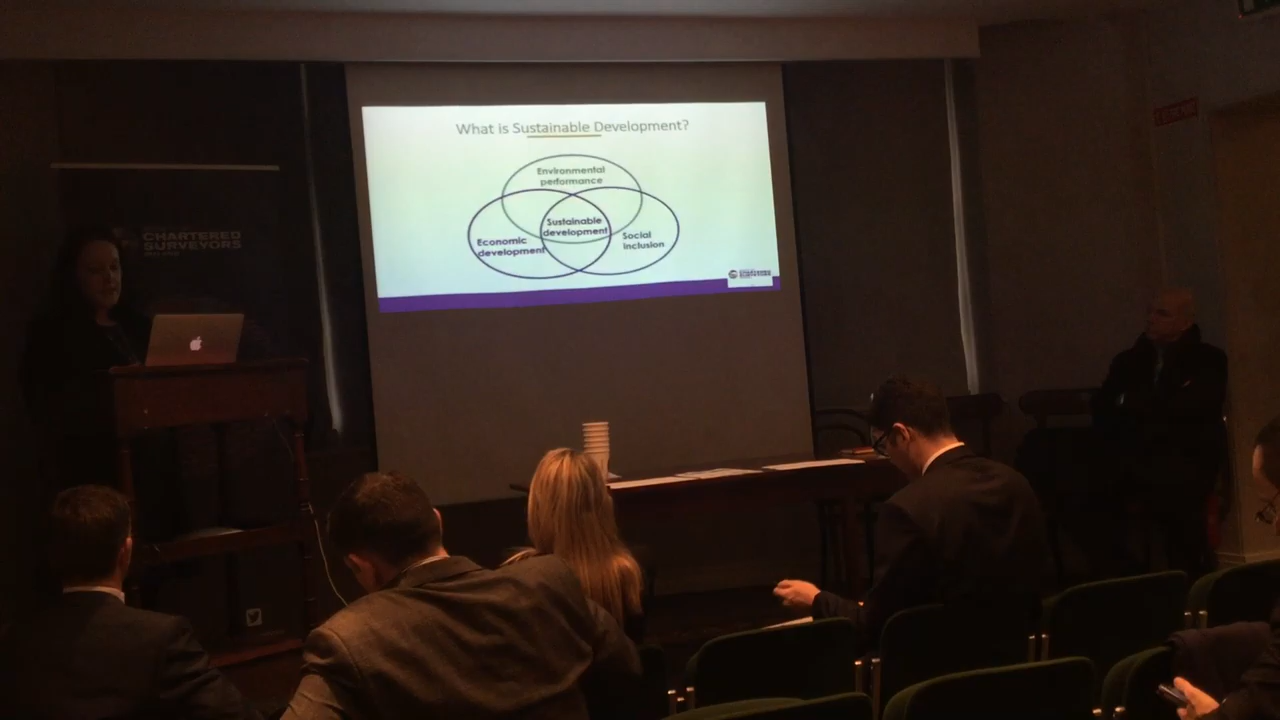 What is Sustainable Development?
Environmental
performance
Sustainable
development
Economic
development
Social
inclusion
CHARTERED
SURVEYORS